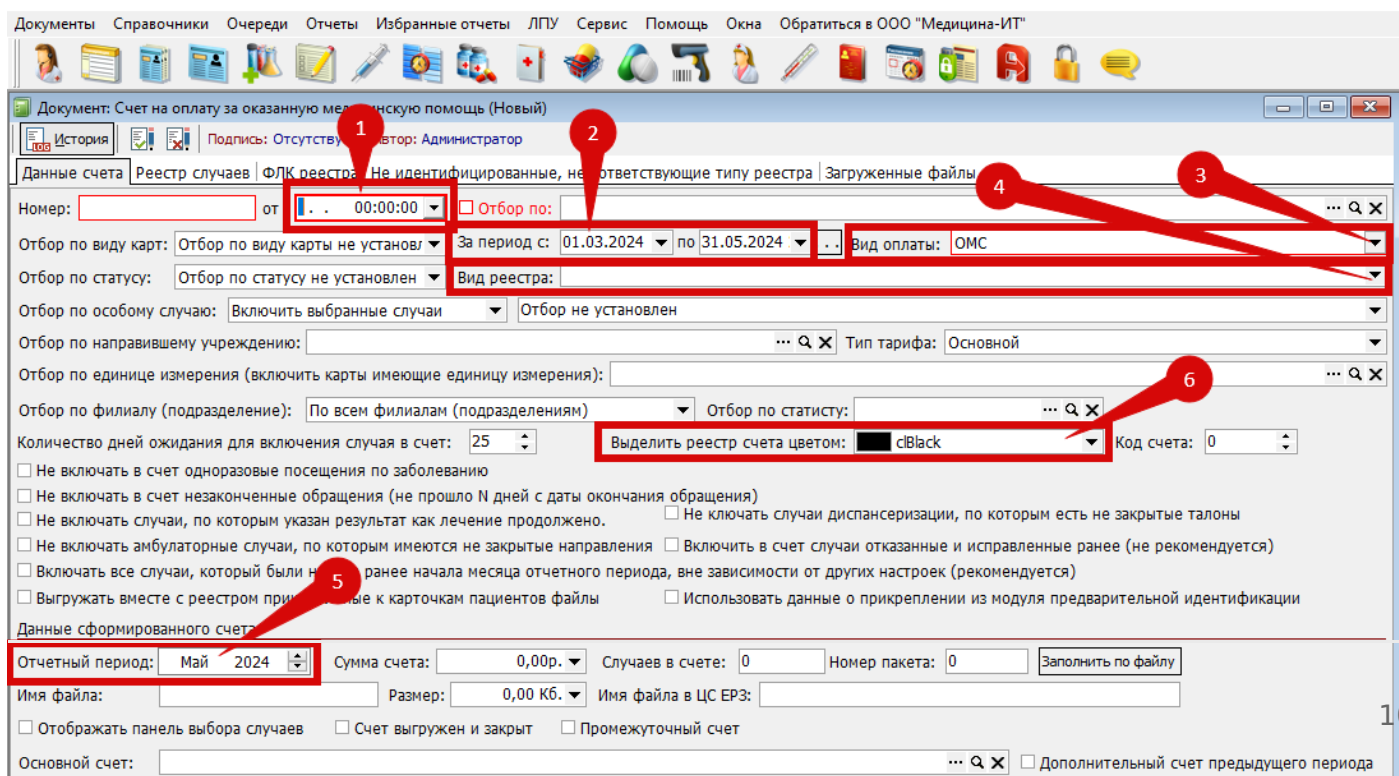 Документы Справочники Очереди Отчеты Избранные отчеты ЛПУ Сервис Помощь Окна Обратиться в ООО "Медицина-ИТ"
Документ: Счет на оплату за оказанную медицинскую помощь (Новый)
История Подпись: Отсутству втор: Администратор
1 2
Данные счета Реестр случаев ФЛК реестра Не идентифицированные, не ответствующие типу реестра Загруженные файлы
4 3
Номер: от . . 00:00:00 Отбор по:
Отбор по виду карт: Отбор по виду карты не установл За период с: 01.03.2024 по 31.05.2024 .. Вид оплаты: ОМС
Отбор по статусу: Отбор по статусу не установлен Вид реестра:
Отбор по особому случаю: Включить выбранные случаи Отбор не установлен
Отбор по направившему учреждению: Тип тарифа: Основной
Отбор по единице измерения (включить карты имеющие единицу измерения):
6
Отбор по филиалу (подразделение): По всем филиалам (подразделениям) Отбор по статисту:
Количество дней ожидания для включения случая в счет: 25 Выделить реестр счета цветом: clBlack Код счета: 0
Не включать в счет одноразовые посещения по заболеванию
Не включать в счет незаконченные обращения (не прошло N дней с даты окончания обращения)
Не включать случаи, по которым указан результат как лечение продолжено. Не ключать случаи диспансеризации, по которым есть не закрытые талоны
Не включать амбулаторные случаи, по которым имеются не закрытые направления Включить в счет случаи отказанные и исправленные ранее (не рекомендуется)
Включать все случаи, который были н ранее начала месяца отчетного периода, вне зависимости от других настроек (рекомендуется)
5
Выгружать вместе с реестром при ные к карточкам пациентов файлы Использовать данные о прикреплении из модуля предварительной идентификации
Данные сформированного счета
Отчетный период: Май 2024 Сумма счета: 0,00р. Случаев в счете: 0 Номер пакета: 0 Заполнить по файлу
Имя файла: Размер: 0,00 Кб. Имя файла в ЦС ЕРЗ:
Отображать панель выбора случаев Счет выгружен и закрыт Промежуточный счет
Основной счет: Дополнительный счет предыдущего периода